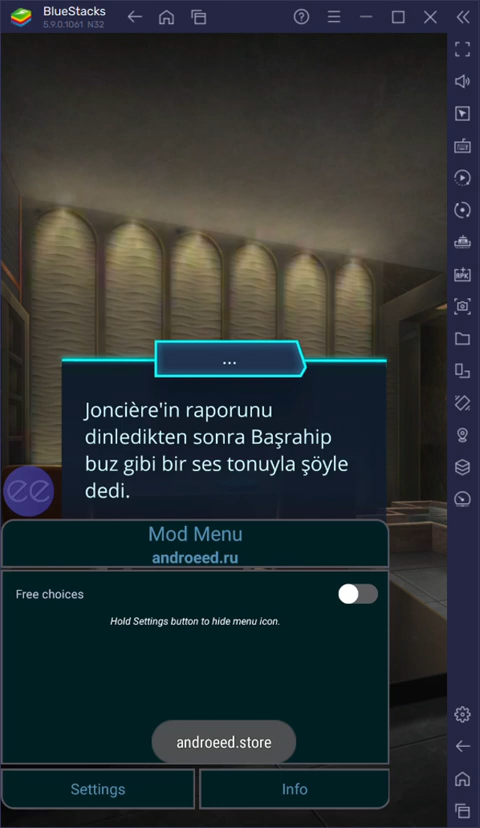 BlueStacks
5.9.0.1061 N32
...
Joncière'in raporunu
dinledikten sonra Başrahip
buz gibi bir ses tonuyla şöyle
dedi.
ee
Mod Menu
androeed.ru
Free choices
Hold Settings button to hide menu icon.
androeed.store
Settings
Info